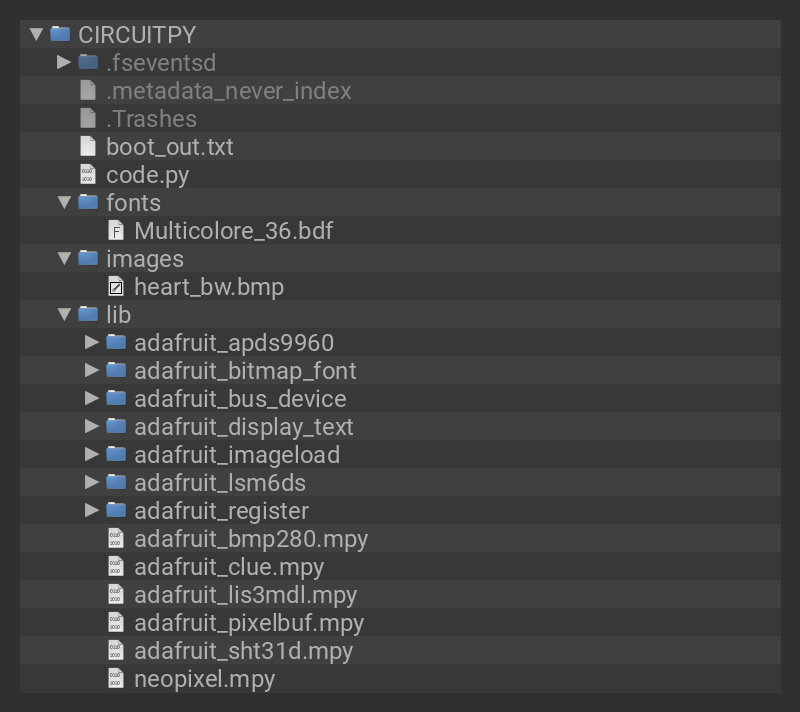 CIRCUITPY
.fseventsd
.metadata_never_index
.Trashes
boot_out.txt
code.py
fonts
Multicolore_36.bdf
images
heart_bw.bmp
lib
adafruit_apds9960
adafruit_bitmap_font
adafruit_bus_device
adafruit_display_text
adafruit_imageload
adafruit_lsm6ds
adafruit_register
adafruit_bmp280.mpy
adafruit_clue.mpy
adafruit_lis3mdl.mpy
adafruit_pixelbuf.mpy
adafruit_sht31d.mpy
neopixel.mpy